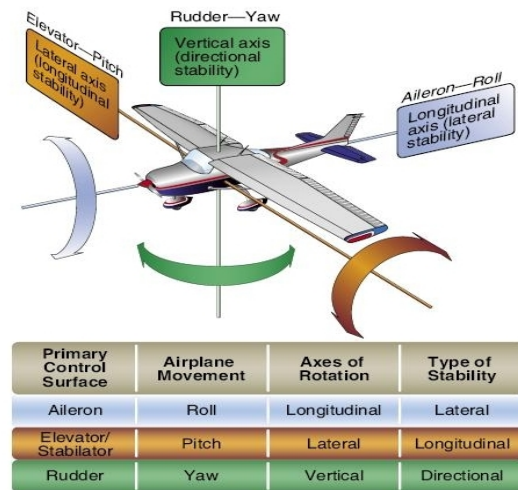 Rudder—Yaw
Vertical axis
(directional
stability)
Elevator—Pitch
Lateral axis
(longitudinal
stability)
Aileron—Roll
Longitudinal
axis (lateral
stability)
Primary
Control
Surface
Airplane
Movement
Axes of
Rotation
Type of
Stability
Aileron
Roll
Longitudinal
Lateral
Elevator/
Stabilator
Pitch
Lateral
Longitudinal
Rudder
Yaw
Vertical
Directional